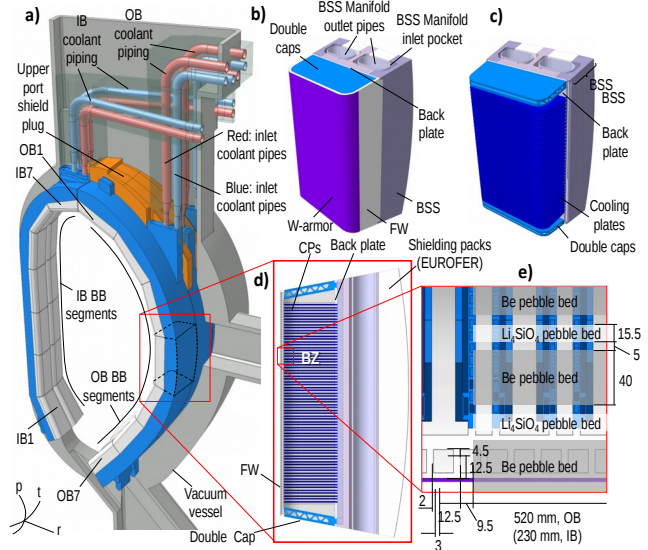 a)
IB
coolant
piping
OB
coolant
piping
Upper
port
shield
plug
OB1
IB7
Red: inlet
coolant pipes
Blue: inlet
coolant pipes
IB BB
segments
OB BB
segments
IB1
OB7
Vacuum
vessel
p
t
r
b)
BSS Manifold
outlet pipes
Double
caps
BSS Manifold
inlet pocket
Back
plate
W-armor
FW
BSS
c)
BSS
BSS
Back
plate
Cooling
plates
Double caps
d)
CPs
Back plate
Shielding packs
(EUROFER)
BZ
FW
Double
Cap
e)
Be pebble bed
Li4SiO4 pebble bed
15.5
5
Be pebble bed
40
Li4SiO4 pebble bed
4.5
12.5
Be pebble bed
2
12.5
3
9.5
520 mm, OB
(230 mm, IB)